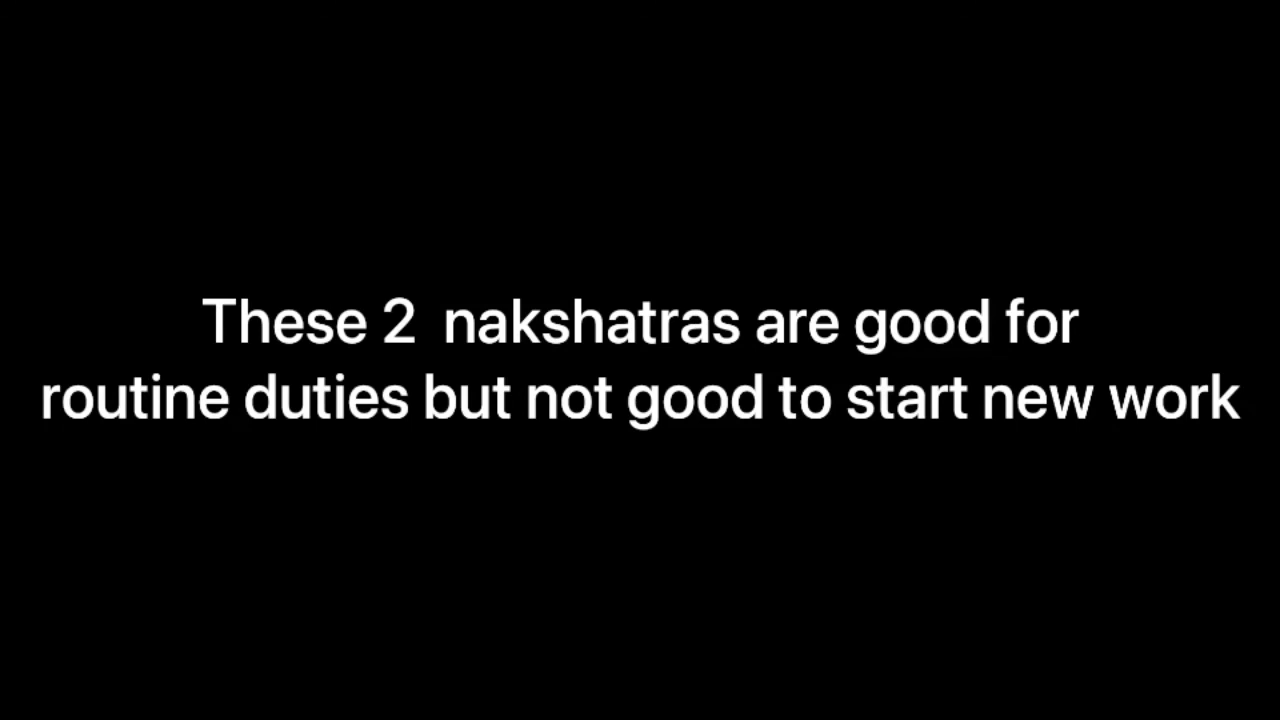 These 2  nakshatras are good for
routine duties but not good to start new work